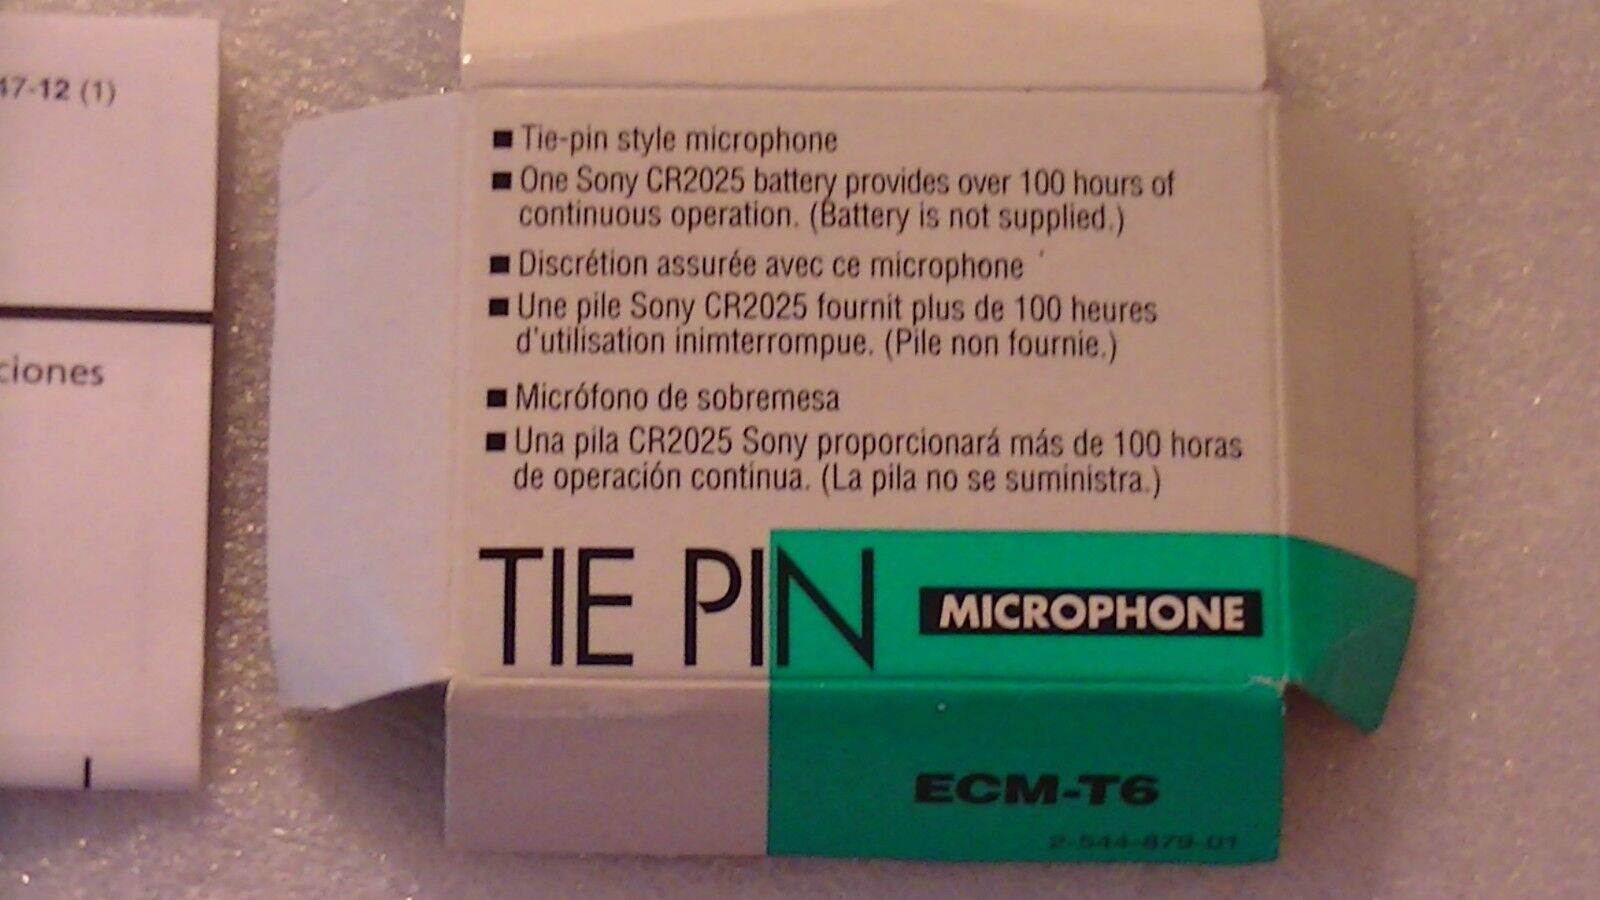 47-12 (1)
ciones
■ Tie-pin style microphone
■ One Sony CR2025 battery provides over 100 hours of
continuous operation. (Battery is not supplied.)
■ Discrétion assurée avec ce microphone
■ Une pile Sony CR2025 fournit plus de 100 heures
d'utilisation inimterrompue. (Pile non fournie.)
■ Micrófono de sobremesa
■ Una pila CR2025 Sony proporcionará más de 100 horas
de operación continua. (La pila no se suministra.)
TIE PIN MICROPHONE
ECM-T6
2-544-879-01